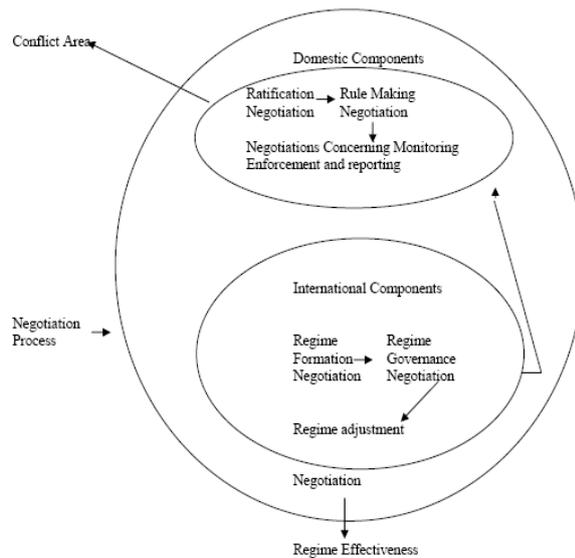 Conflict Area
Domestic Components
Ratification Rule Making
Negotiation Negotiation
Negotiations Concerning Monitoring
Enforcement and reporting
International Components
Negotiation
Process
Regime Regime
Formation Governance
Negotiation Negotiation
Regime adjustment
Negotiation
Regime Effectiveness